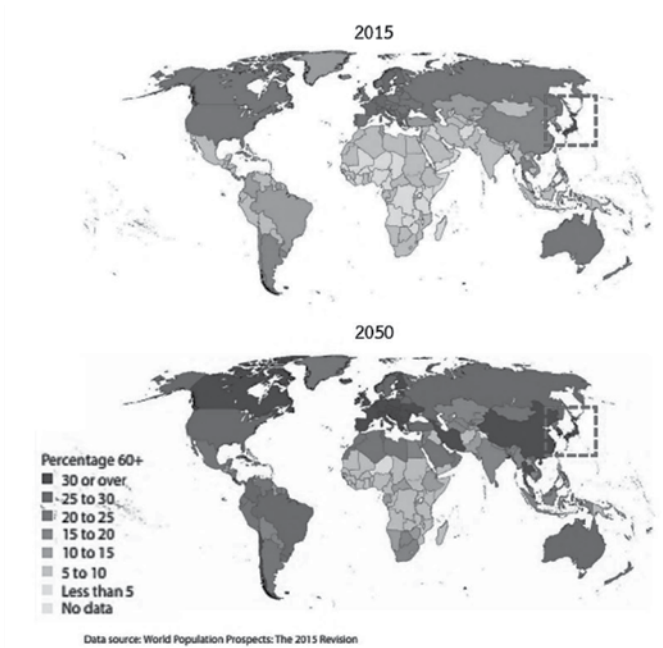 2015
2050
Percentage 60+
30 or over
25 to 30
20 to 25
15 to 20
10 to 15
5 to 10
Less than 5
No data
Data source: World Population Prospects: The 2015 Revision